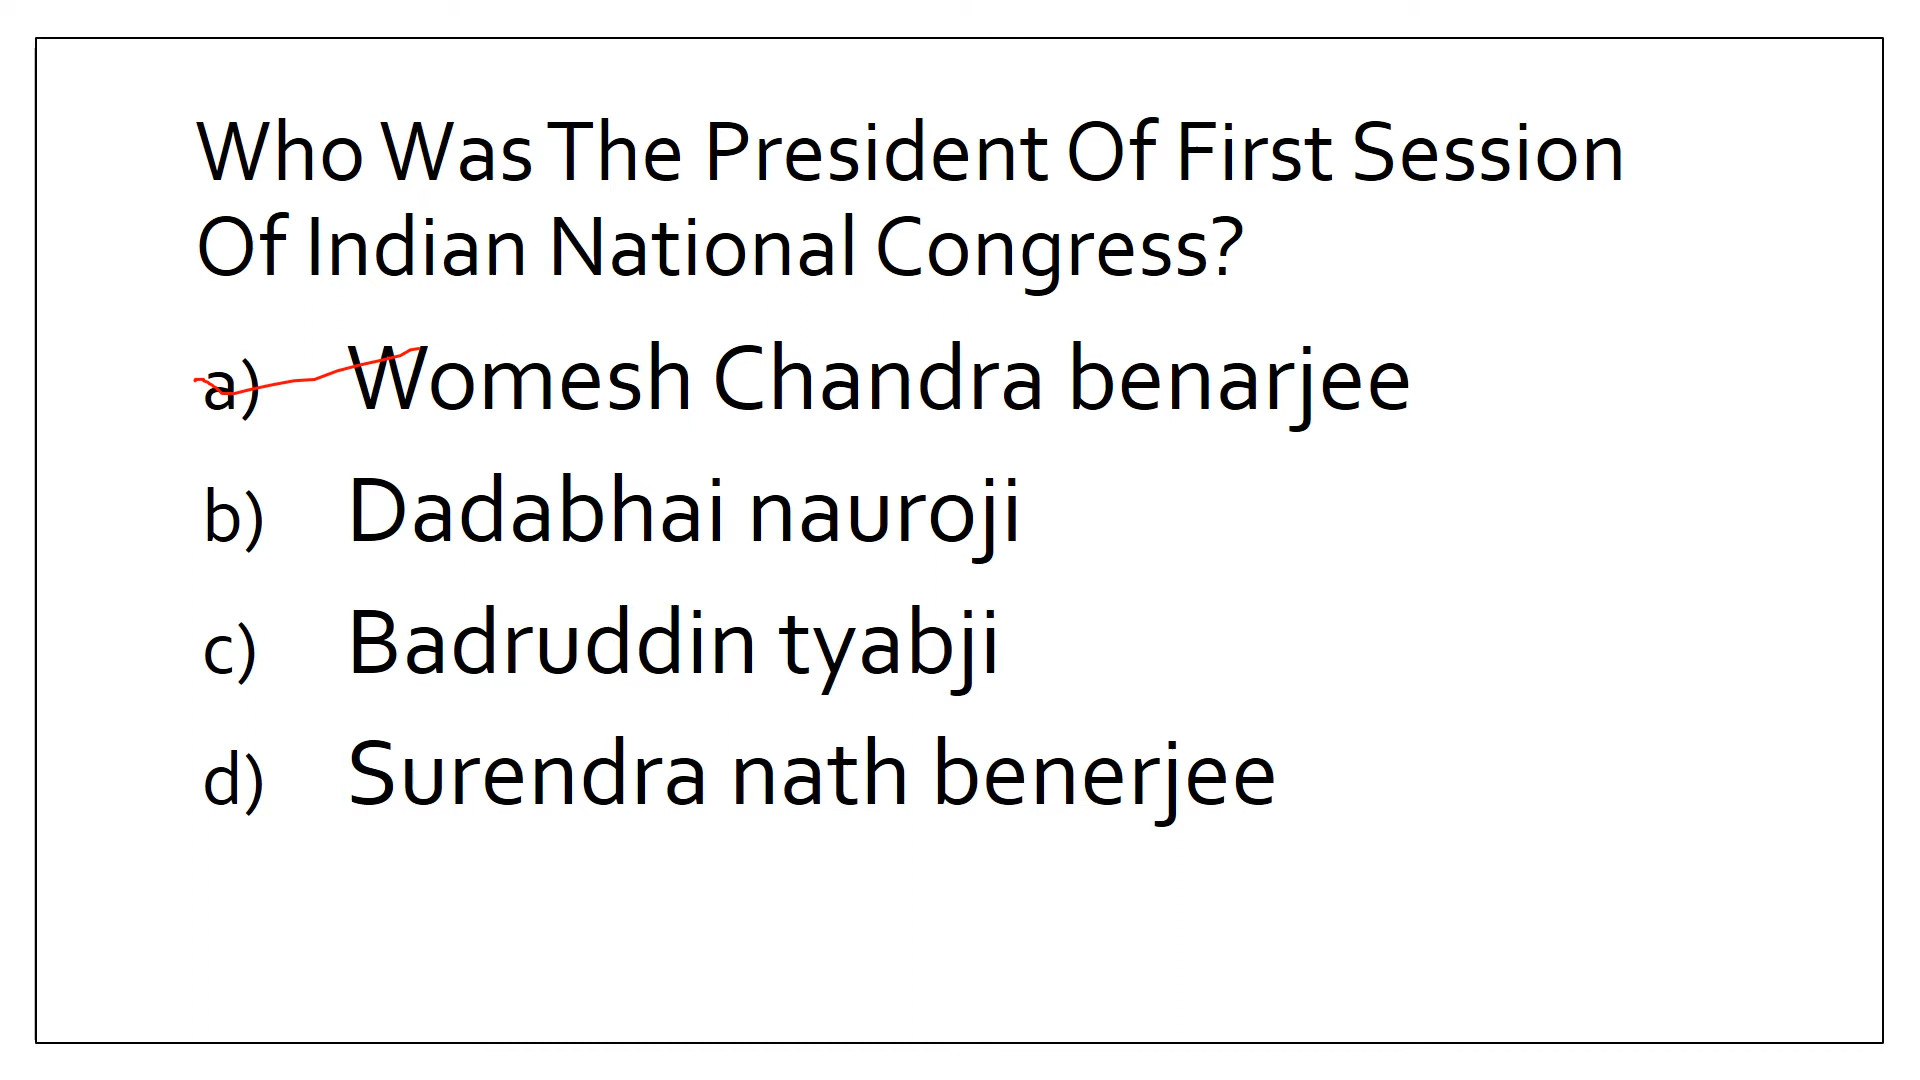 Who Was The President Of First Session
Of Indian National Congress?
a) Womesh Chandra benarjee
b) Dadabhai nauroji
c) Badruddin tyabji
d) Surendra nath benerjee